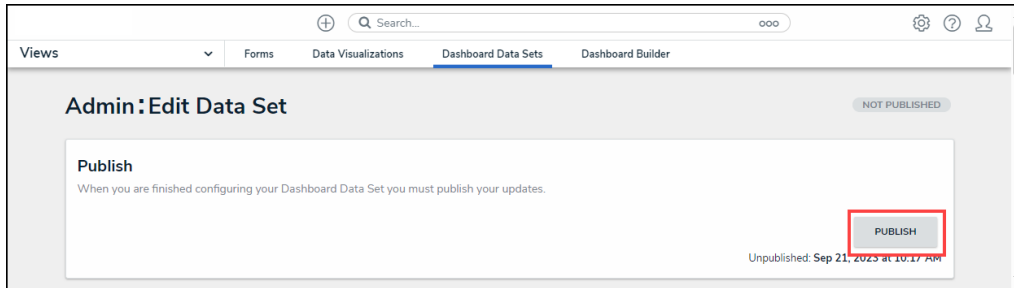 Search...
Views Forms Data Visualizations Dashboard Data Sets Dashboard Builder
Admin:Edit Data Set NOT PUBLISHED
Publish
When you are finished configuring your Dashboard Data Set you must publish your updates.
PUBLISH
Unpublished: Sep 21, 2023 at 10:17 AM